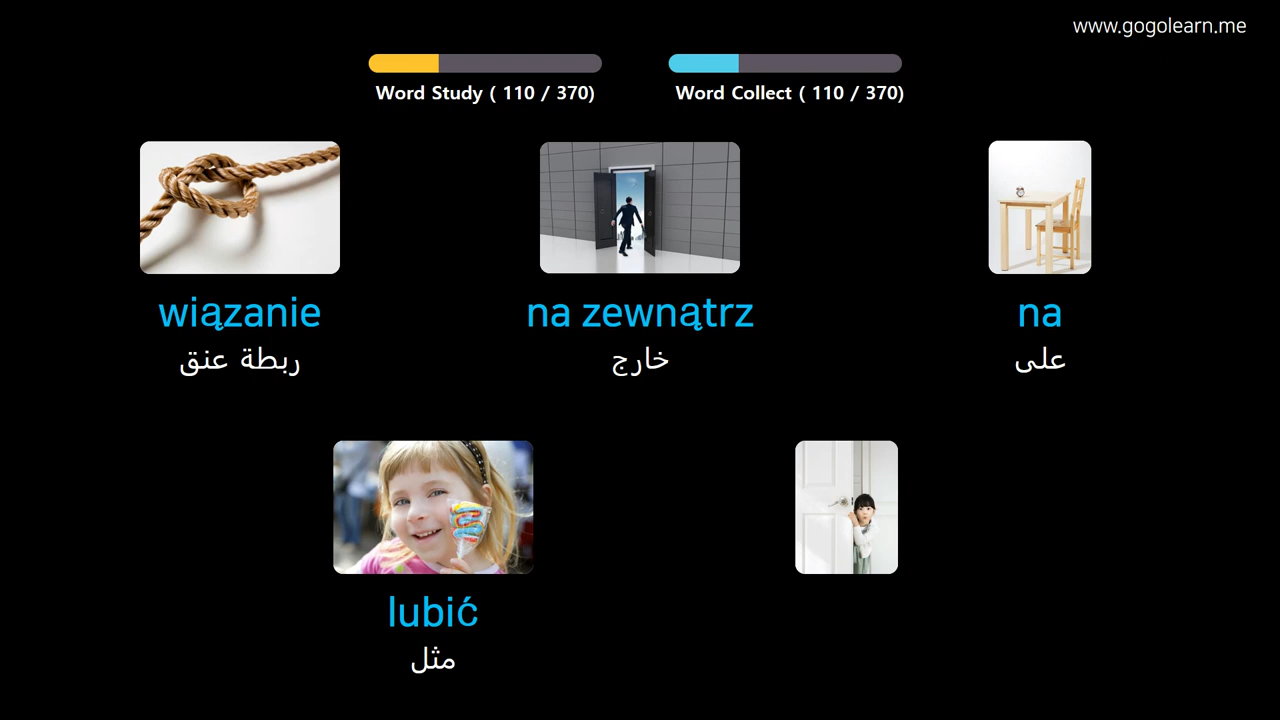 www.gogolearn.me
Word Study ( 110 / 370)
Word Collect ( 110 / 370)
wiązanie
ربطة عنق
na zewnątrz
خارج
na
على
lubić
مثل